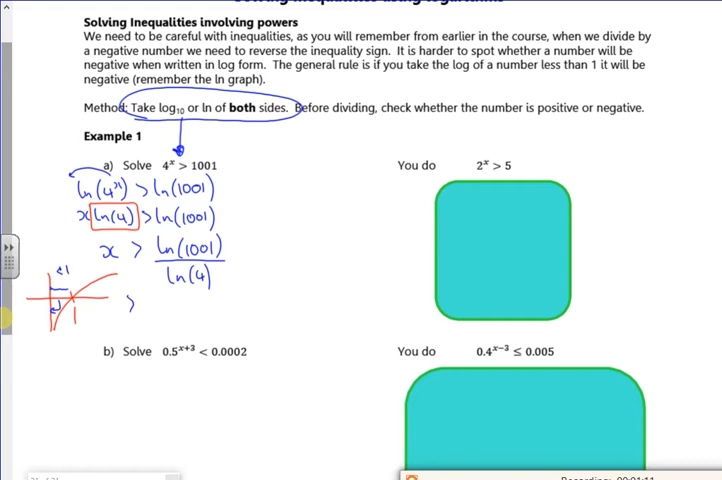 Solving Inequalities involving powers
We need to be careful with inequalities, as you will remember from earlier in the course, when we divide by
a negative number we need to reverse the inequality sign. It is harder to spot whether a number will be
negative when written in log form. The general rule is if you take the log of a number less than 1 it will be
negative (remember the ln graph).
Method: Take log₁₀ or ln of both sides. Before dividing, check whether the number is positive or negative.
Example 1
a) Solve 4ˣ > 1001
You do 2ˣ > 5
ln(4ˣ) > ln(1001)
x ln(4) > ln(1001)
x > ln(1001)
ln(4)
<1
1
>
b) Solve 0.5ˣ⁺³ < 0.0002
You do 0.4ˣ⁻³ ≤ 0.005